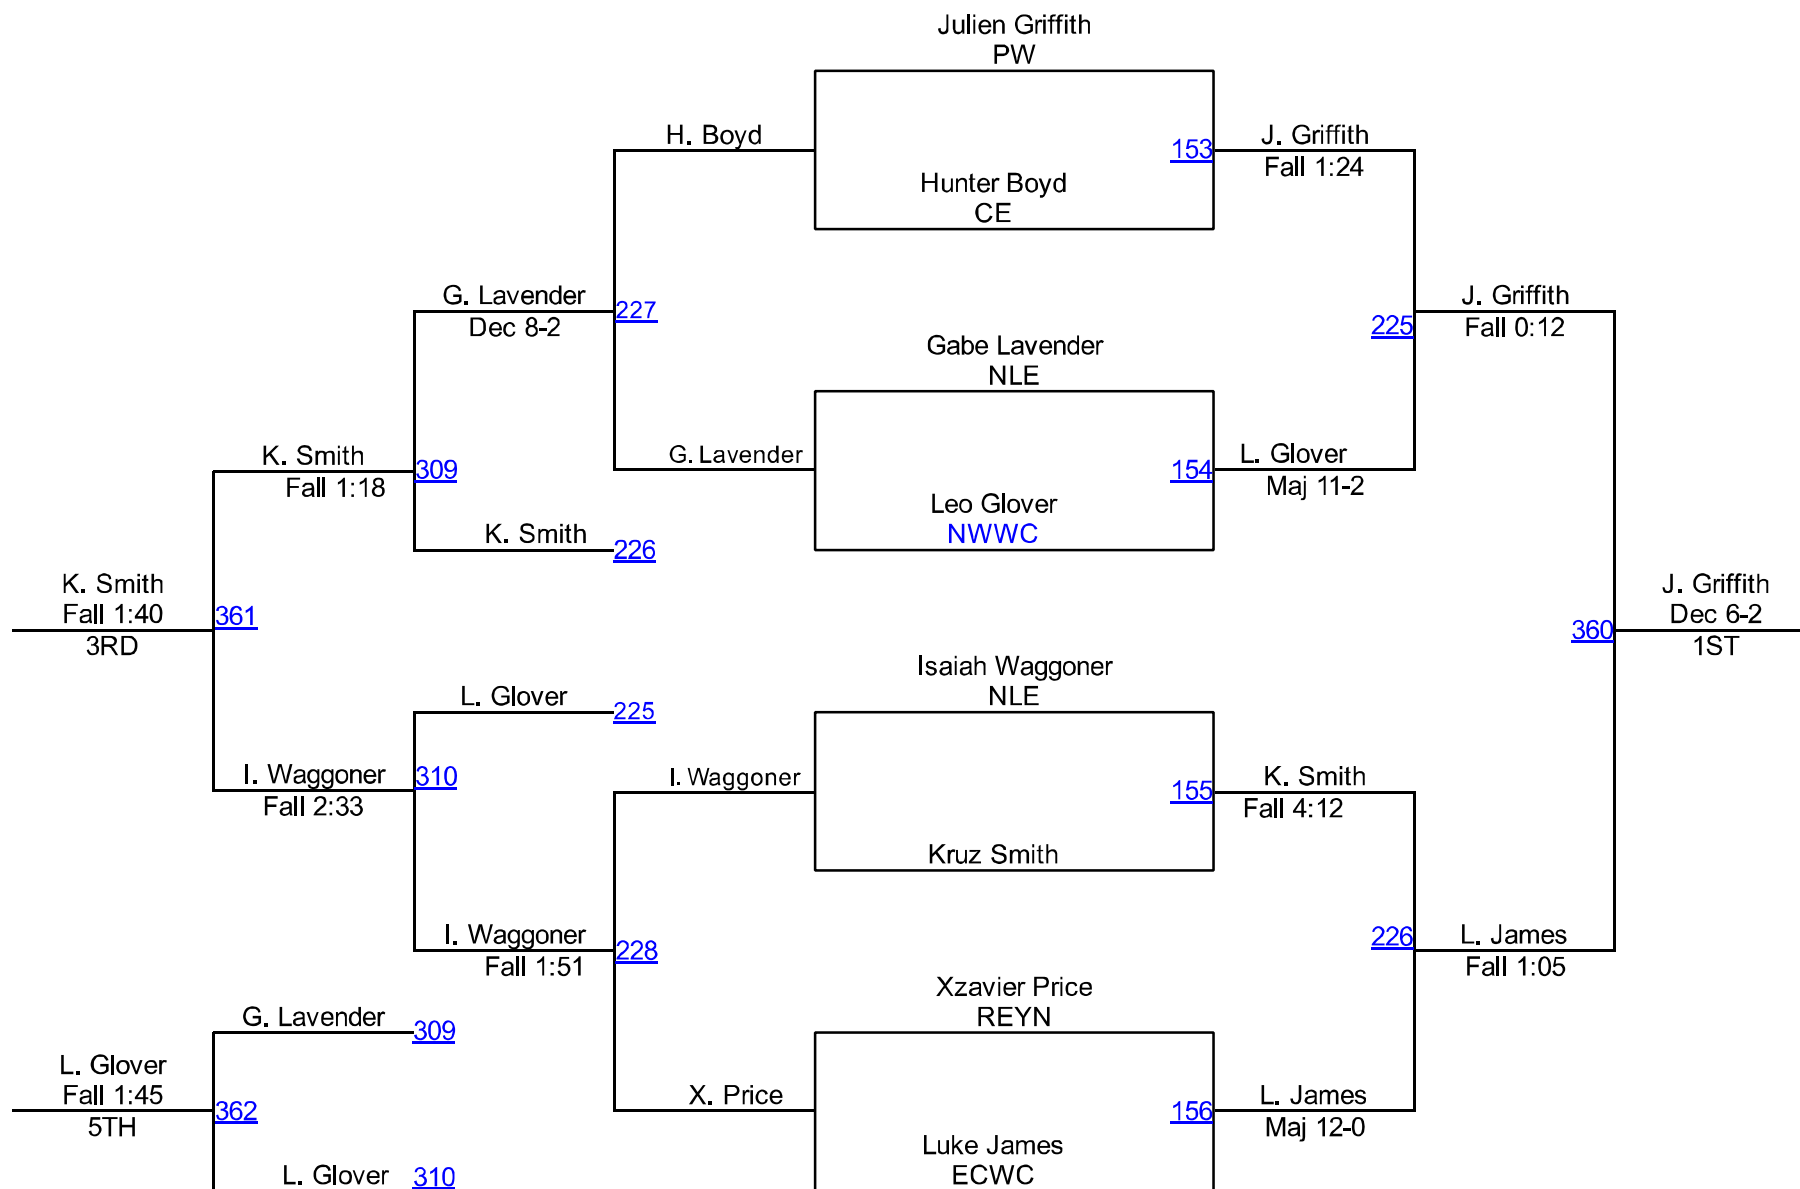 Julien Griffith
PW
H. Boyd
153
J. Griffith
Fall 1:24
Hunter Boyd
CE
G. Lavender
Dec 8-2
227
J. Griffith
Fall 0:12
225
Gabe Lavender
NLE
K. Smith
Fall 1:18
309
G. Lavender
154
L. Glover
Maj 11-2
Leo Glover
NWWC
K. Smith
226
K. Smith
Fall 1:40
3RD
361
J. Griffith
Dec 6-2
1ST
360
Isaiah Waggoner
NLE
L. Glover
225
I. Waggoner
Fall 2:33
310
I. Waggoner
155
K. Smith
Fall 4:12
Kruz Smith
I. Waggoner
Fall 1:51
228
226
L. James
Fall 1:05
Xzavier Price
REYN
G. Lavender
309
L. Glover
Fall 1:45
5TH
362
X. Price
156
L. James
Maj 12-0
Luke James
ECWC
L. Glover
310